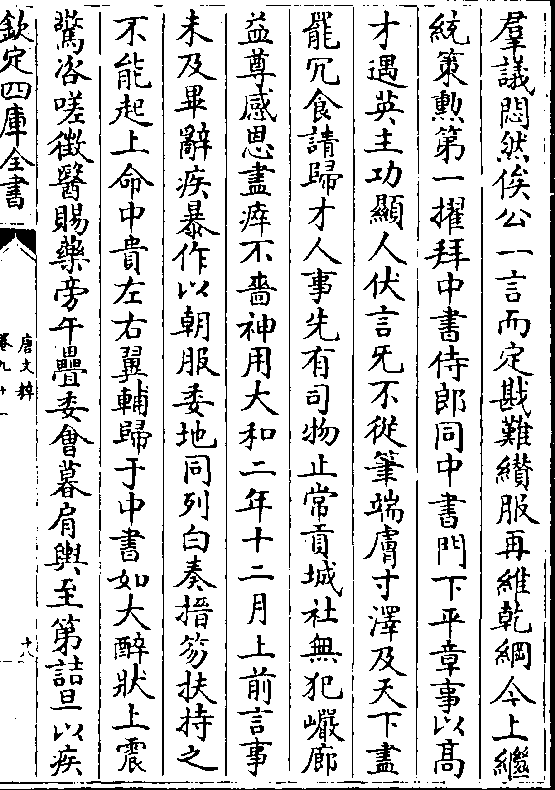 羣議悶然俟公一言而定戡難纉服再維乾綱今上繼
統策勲第一擢拜中書侍郎同中書門下平章事以髙
才遇英主功顯人伏言旡不從筆端膚寸澤及天下盡
罷冗食請歸才人事先有司物止常貢城社無犯巗廊
益尊感恩盡瘁不嗇神用大和二年十二月上前言事
未及畢辭疾暴作以朝服委地同列白奏搢笏扶持之
不能起上命中貴左右翼輔歸于中書如大醉狀上震
驚咨嗟徴醫賜藥旁午疊委㑹暮肩輿至第詰旦以疾
欽定四庫全書
唐文粹
卷九十一
十八